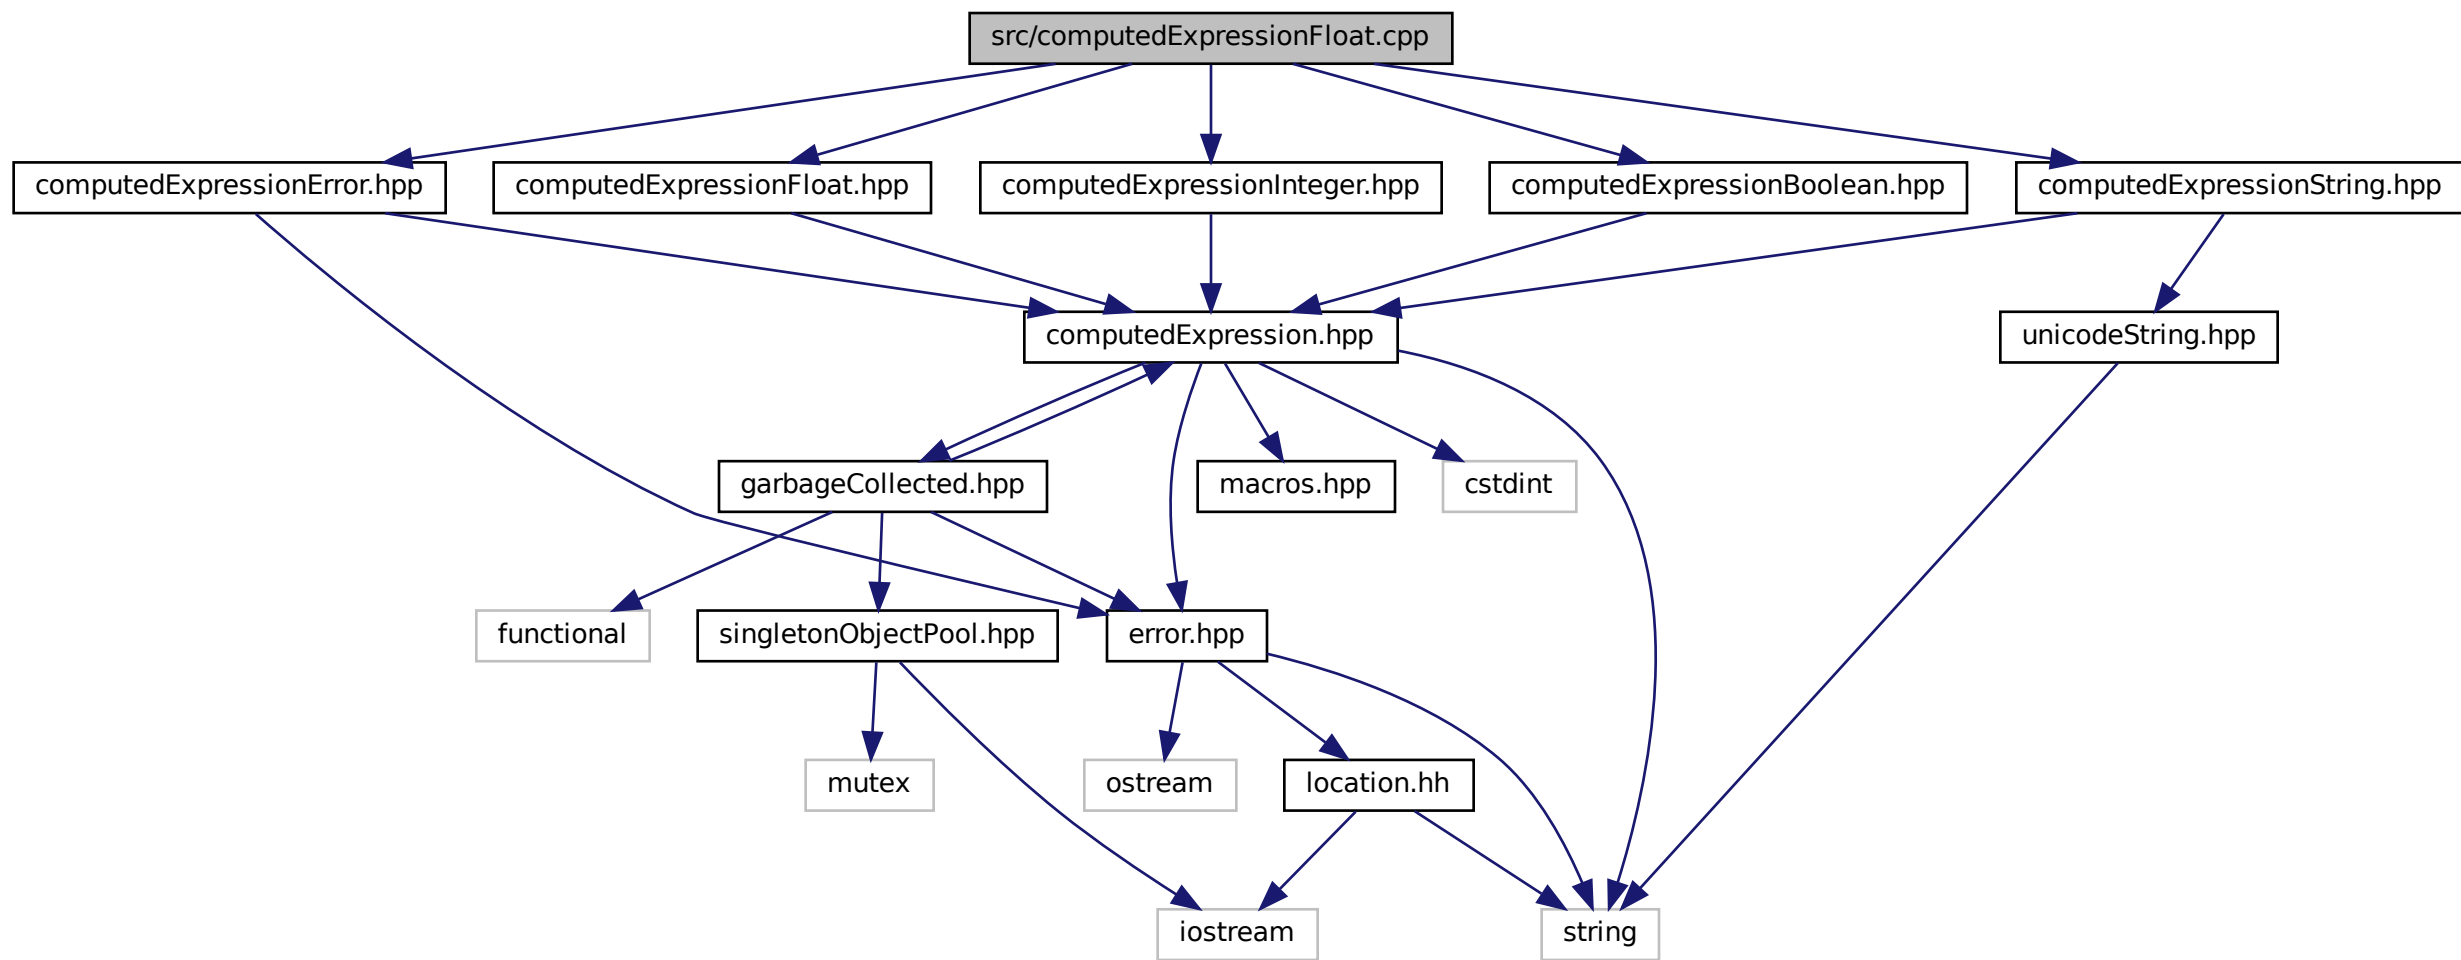 src/computedExpressionFloat.cpp
computedExpressionError.hpp
computedExpressionFloat.hpp
computedExpressionInteger.hpp
computedExpressionBoolean.hpp
computedExpressionString.hpp
computedExpression.hpp
unicodeString.hpp
garbageCollected.hpp
macros.hpp
cstdint
functional
singletonObjectPool.hpp
error.hpp
mutex
ostream
location.hh
iostream
string